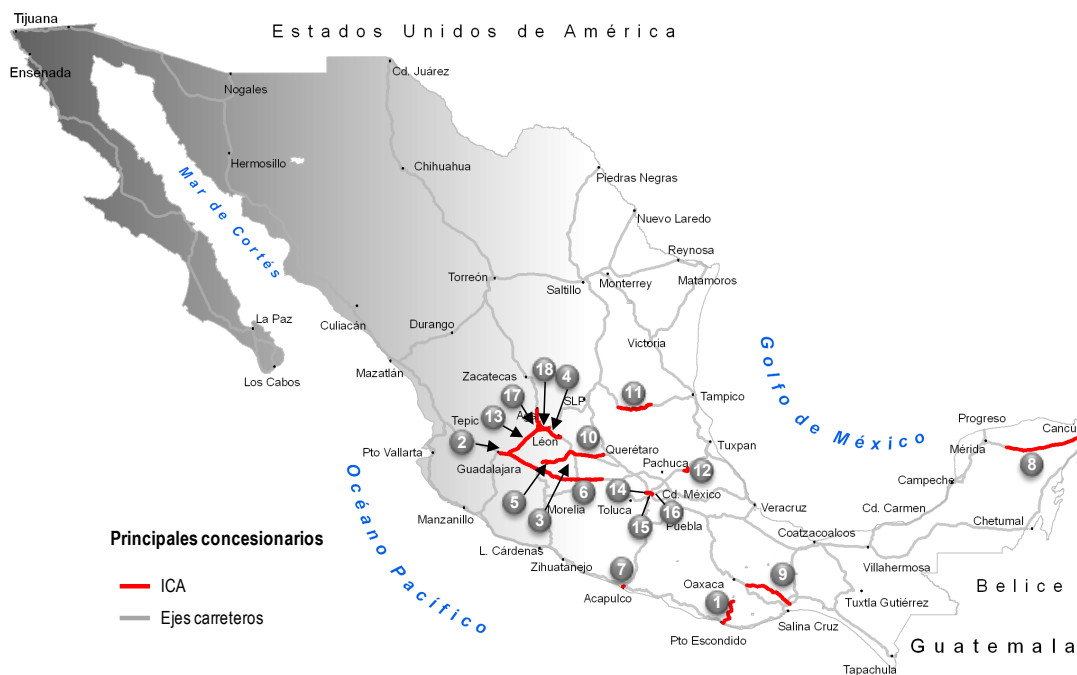 Tijuana
Estados Unidos de América
Ensenada
Cd. Juárez
Nogales
Hermosillo
Chihuahua
Piedras Negras
Mar de Cortés
Nuevo Laredo
Reynosa
Torreón
Saltillo
Monterrey
Matamoros
La Paz
Culiacán
Durango
Victoria
Los Cabos
Mazatlán
Zacatecas
18
4
11
Tampico
Golfo de México
17
SLP
13
Tepic
2
Léon
10
Querétaro
Tuxpan
Progreso
Cancú
Mérida
8
Pto Vallarta
Guadalajara
Pachuca
12
Campeche
5
6
14
Cd. México
3
Morelia
Toluca
15
16
Puebla
Veracruz
Cd. Carmen
Chetumal
Manzanillo
Coatzacoalcos
Océano Pacífico
L. Cárdenas
Zihuatanejo
7
9
Villahermosa
Acapulco
Oaxaca
Belice
1
Tuxtla Gutiérrez
Salina Cruz
Pto Escondido
Guatemala
Tapachula
Principales concesionarios
ICA
Ejes carreteros